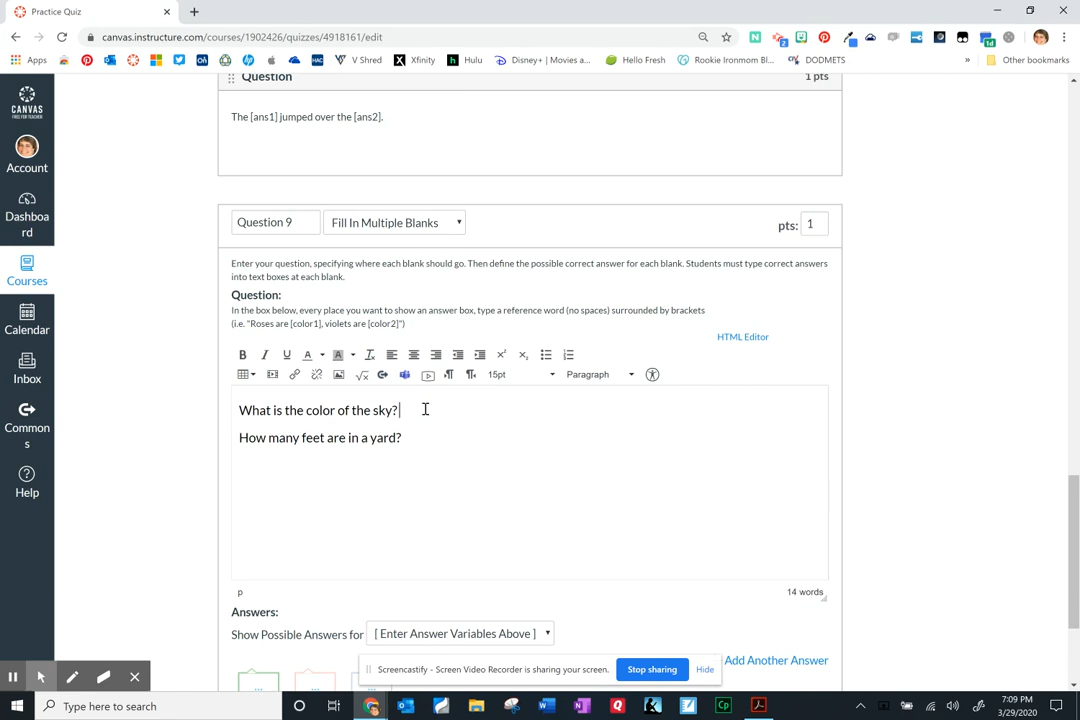 Practice Quiz
canvas.instructure.com/courses/1902426/quizzes/4918161/edit
Apps
V Shred
Xfinity
Hulu
Disney+ | Movies a...
Hello Fresh
Rookie Ironmom Bl...
DODMETS
»
Other bookmarks
CANVAS
FREE FOR TEACHER
Account
Dashboa
rd
Courses
Calendar
Inbox
Common
s
Help
Question
1 pts
The [ans1] jumped over the [ans2].
Question 9
Fill In Multiple Blanks
pts:
1
Enter your question, specifying where each blank should go. Then define the possible correct answer for each blank. Students must type correct answers
into text boxes at each blank.
Question:
In the box below, every place you want to show an answer box, type a reference word (no spaces) surrounded by brackets
(i.e. "Roses are [color1], violets are [color2]")
HTML Editor
15pt
Paragraph
What is the color of the sky?
How many feet are in a yard?
p
14 words
Answers:
Show Possible Answers for
[ Enter Answer Variables Above ]
Add Another Answer
Screencastify - Screen Video Recorder is sharing your screen.
Stop sharing
Hide
Type here to search
7:09 PM
3/29/2020